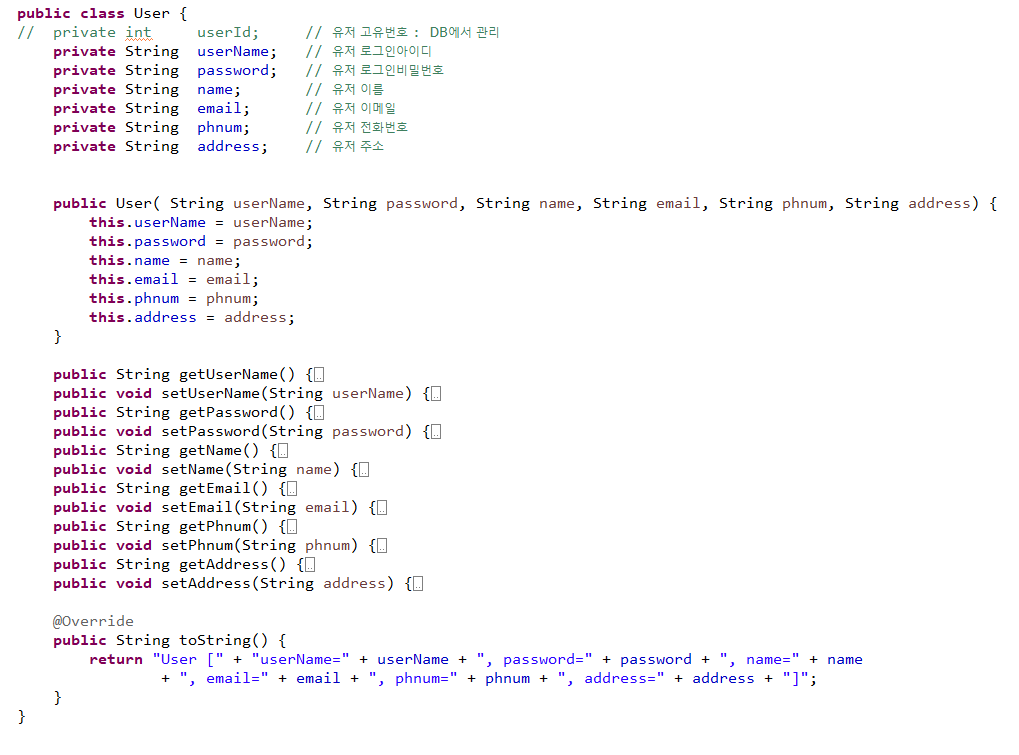 public class User {
//  private int     userId;     // 유저 고유번호 :  DB에서 관리
    private String  userName;   // 유저 로그인아이디
    private String  password;   // 유저 로그인비밀번호
    private String  name;       // 유저 이름
    private String  email;      // 유저 이메일
    private String  phnum;      // 유저 전화번호
    private String  address;    // 유저 주소
    public User( String userName, String password, String name, String email, String phnum, String address) {
        this.userName = userName;
        this.password = password;
        this.name = name;
        this.email = email;
        this.phnum = phnum;
        this.address = address;
    }
    public String getUserName() {..
    public void setUserName(String userName) {..
    public String getPassword() {..
    public void setPassword(String password) {..
    public String getName() {..
    public void setName(String name) {..
    public String getEmail() {..
    public void setEmail(String email) {..
    public String getPhnum() {..
    public void setPhnum(String phnum) {..
    public String getAddress() {..
    public void setAddress(String address) {..
    @Override
    public String toString() {
        return "User [" + "userName=" + userName + ", password=" + password + ", name=" + name
                + ", email=" + email + ", phnum=" + phnum + ", address=" + address + "]";
    }
}